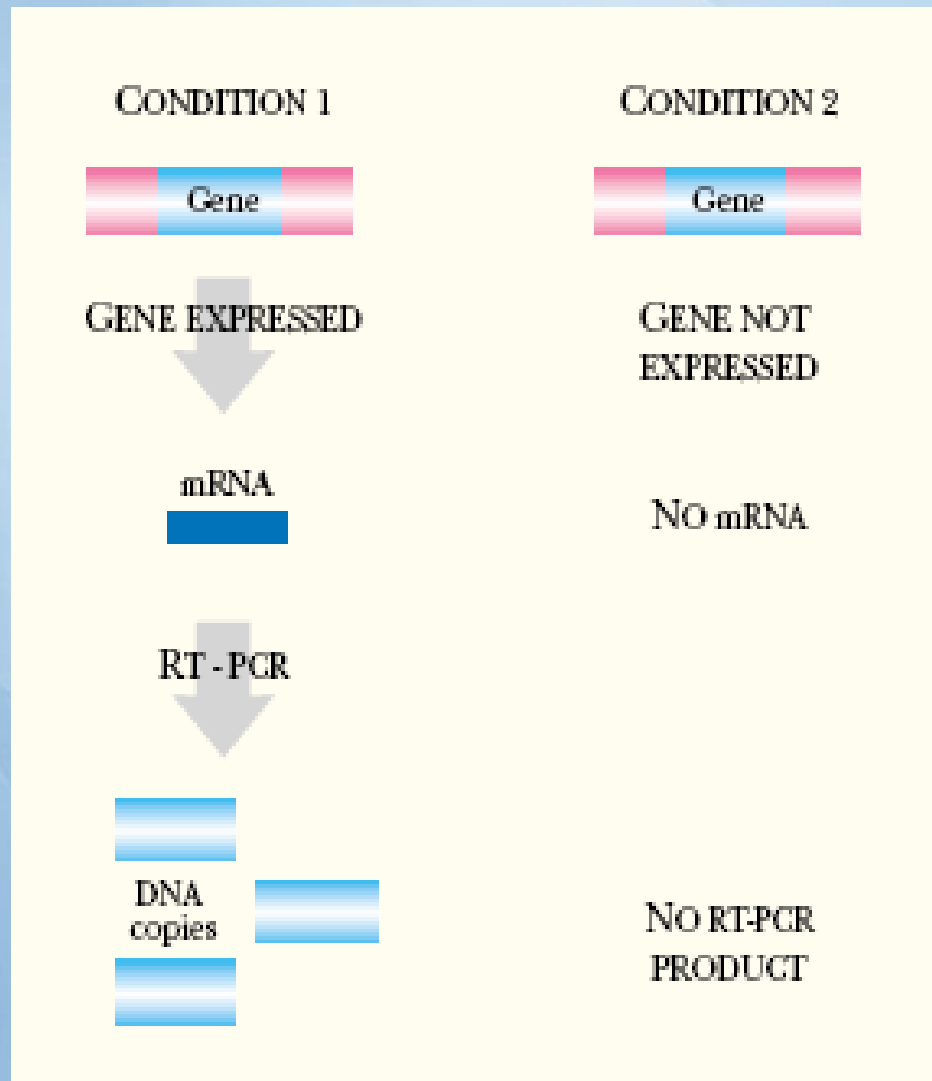 CONDITION 1
Gene
GENE EXPRESSED
mRNA
RT - PCR
DNA
copies
CONDITION 2
Gene
GENE NOT
EXPRESSED
NO mRNA
NO RT-PCR
PRODUCT